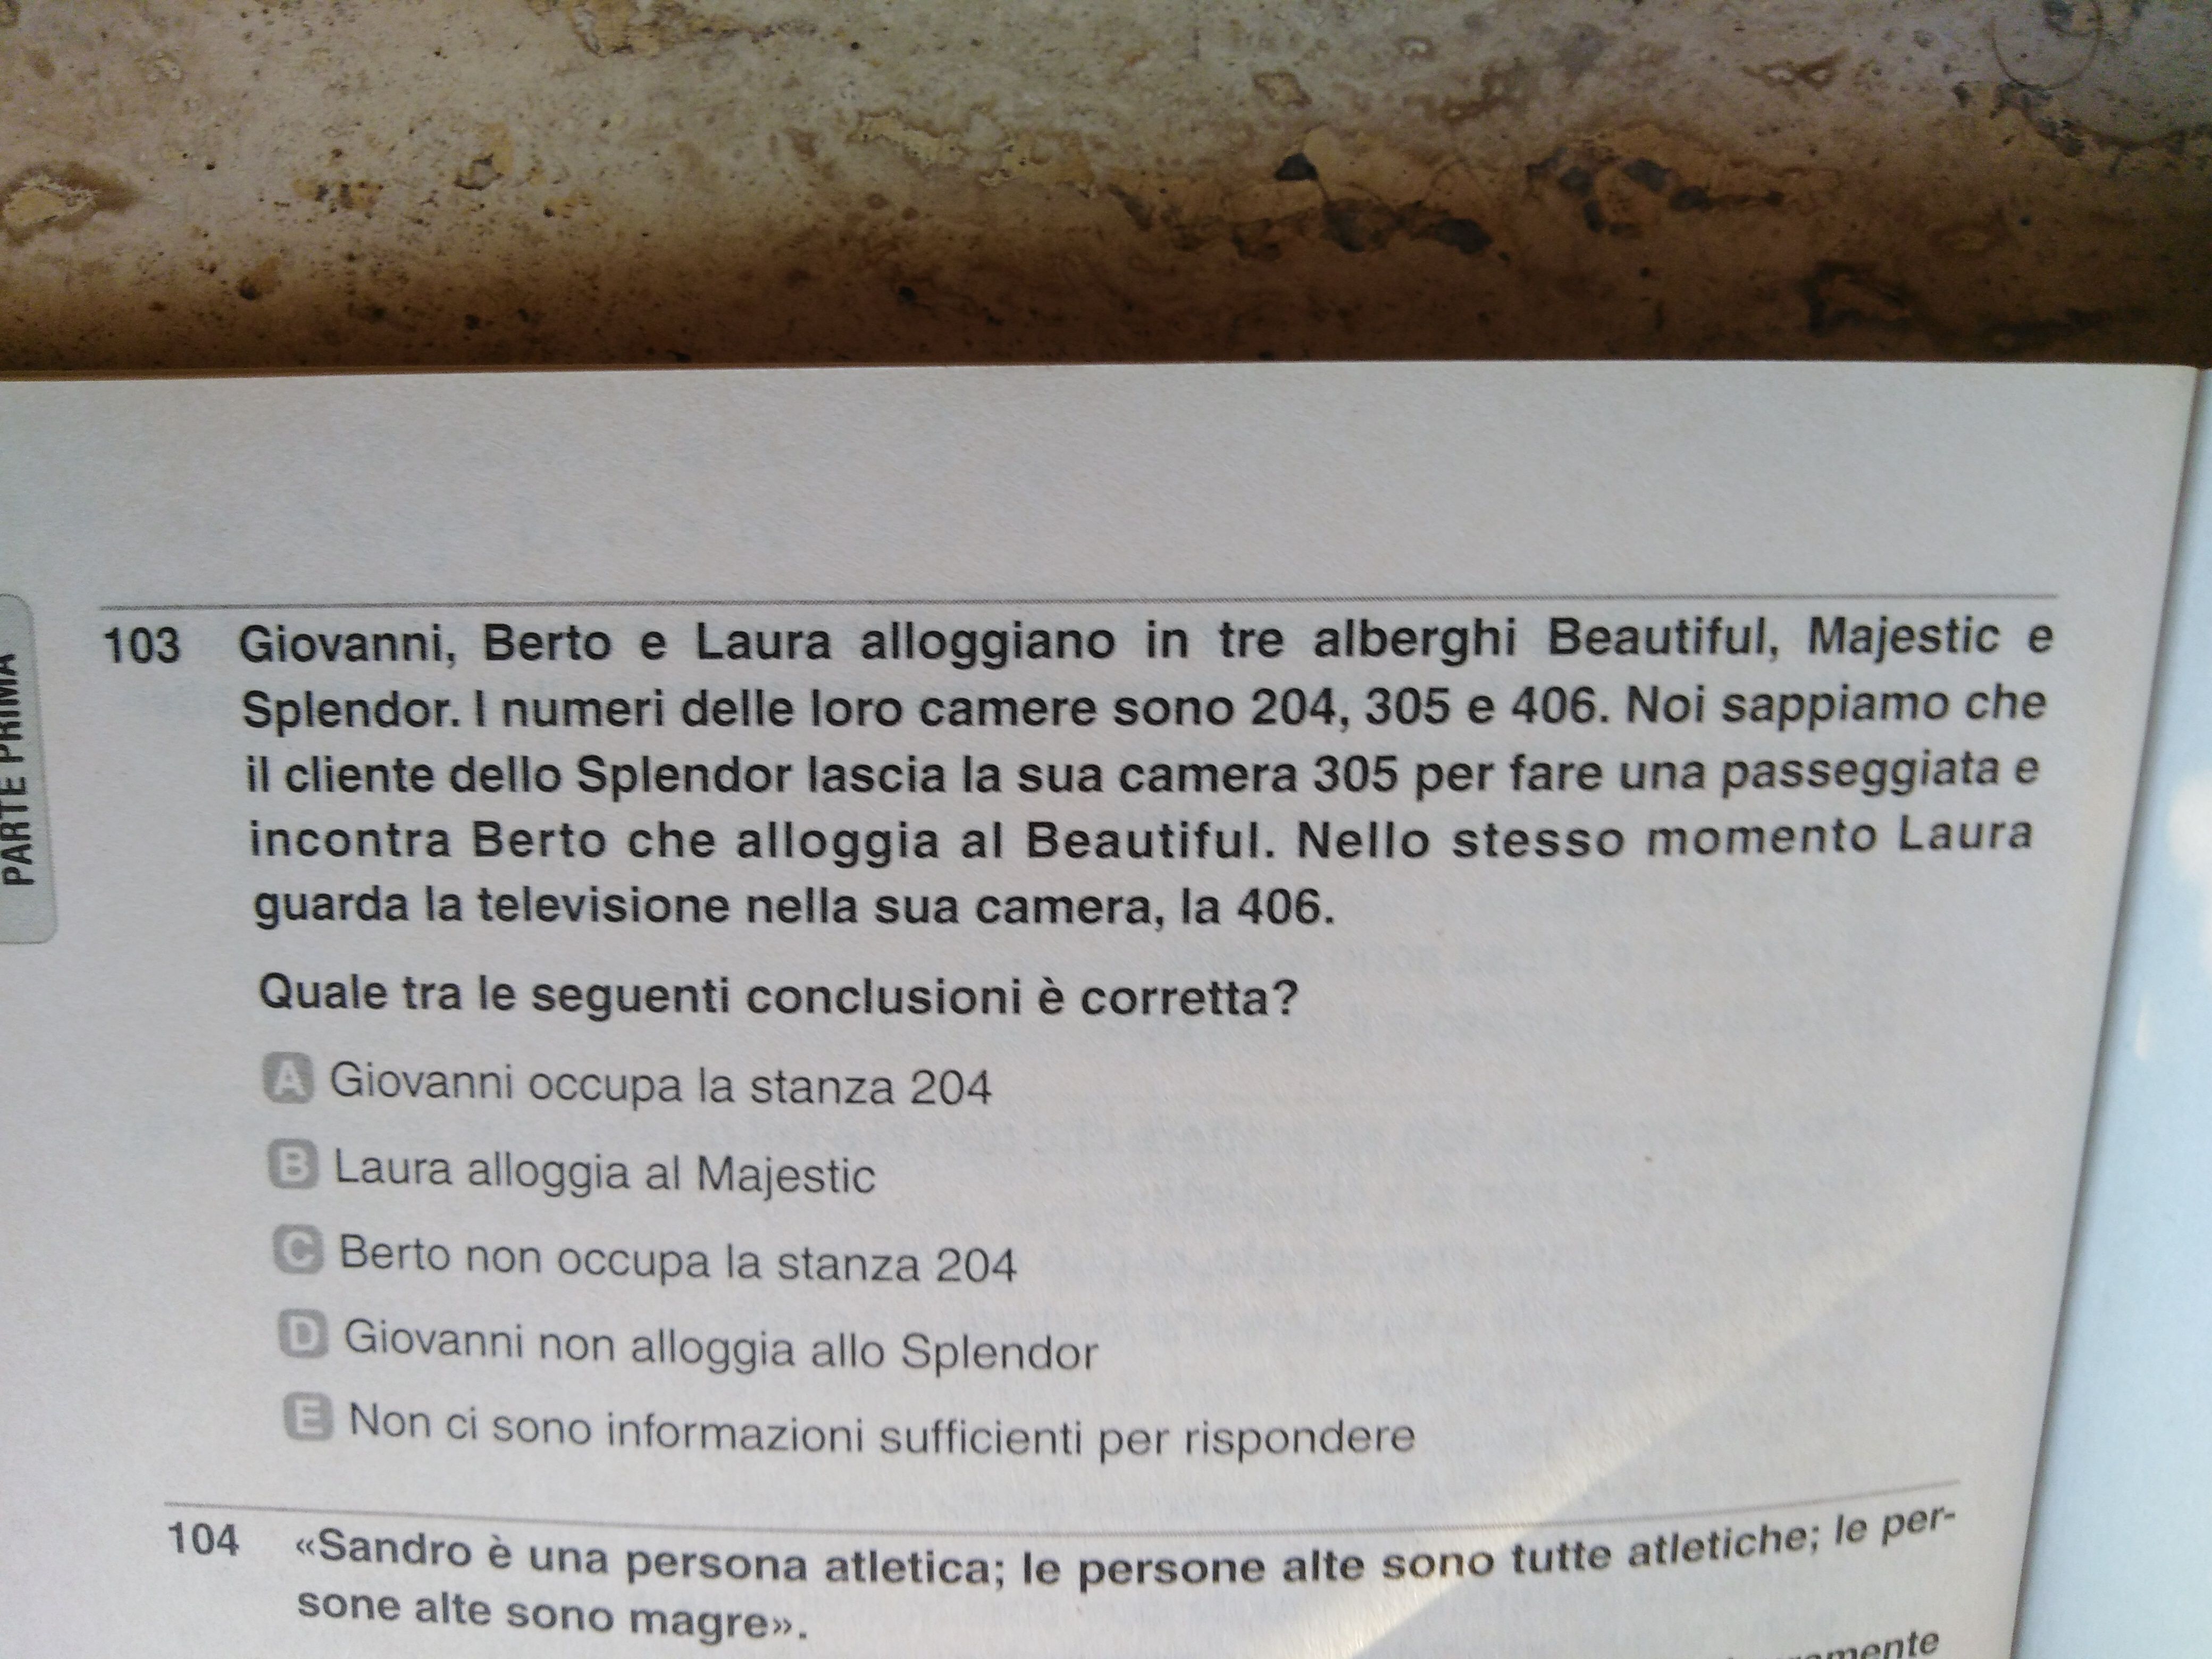 PARTE PRIMA
103 Giovanni, Berto e Laura alloggiano in tre alberghi Beautiful, Majestic e
Splendor. I numeri delle loro camere sono 204, 305 e 406. Noi sappiamo che
il cliente dello Splendor lascia la sua camera 305 per fare una passeggiata e
incontra Berto che alloggia al Beautiful. Nello stesso momento Laura
guarda la televisione nella sua camera, la 406.
Quale tra le seguenti conclusioni è corretta?
A Giovanni occupa la stanza 204
B Laura alloggia al Majestic
C Berto non occupa la stanza 204
D Giovanni non alloggia allo Splendor
E Non ci sono informazioni sufficienti per rispondere
104 «Sandro è una persona atletica; le persone alte sono tutte atletiche; le per-
sone alte sono magre».